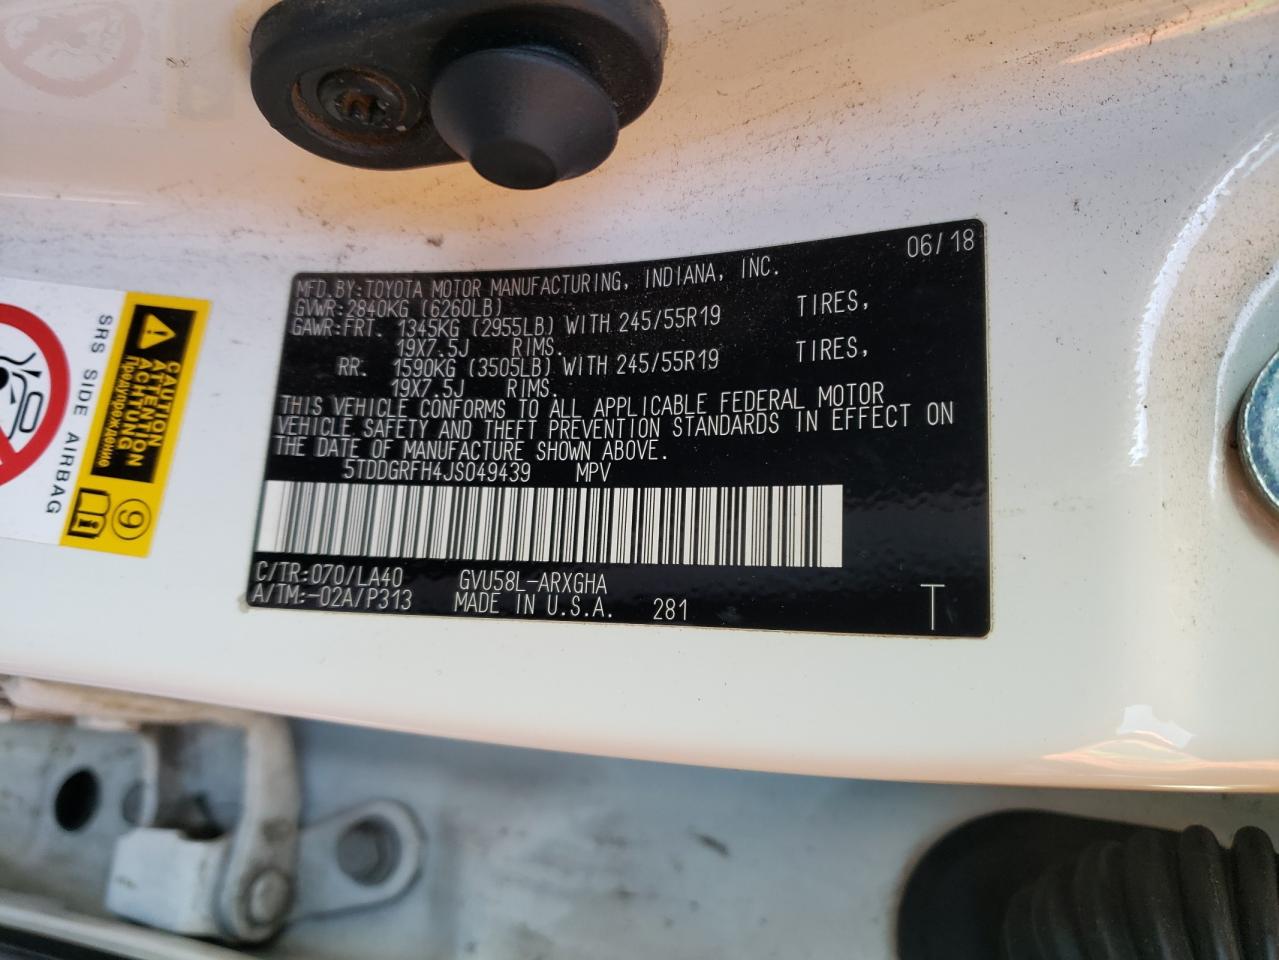 06/18
MFD.BY:TOYOTA MOTOR MANUFACTURING, INDIANA, INC.
GVWR:2840KG (6260LB)
GAWR:FRT. 1345KG (2955LB) WITH 245/55R19 TIRES,
19X7.5J RIMS.
RR. 1590KG (3505LB) WITH 245/55R19 TIRES,
19X7.5J RIMS.
THIS VEHICLE CONFORMS TO ALL APPLICABLE FEDERAL MOTOR
VEHICLE SAFETY AND THEFT PREVENTION STANDARDS IN EFFECT ON
THE DATE OF MANUFACTURE SHOWN ABOVE.
5TDDGRFH4JS049439 MPV
C/TR:070/LA40 GVU58L-ARXGHA
A/TM:-02A/P313 MADE IN U.S.A. 281 T
CAUTION
ATTENTION
ACHTUNG
Предупреждение
9
SRS SIDE AIRBAG